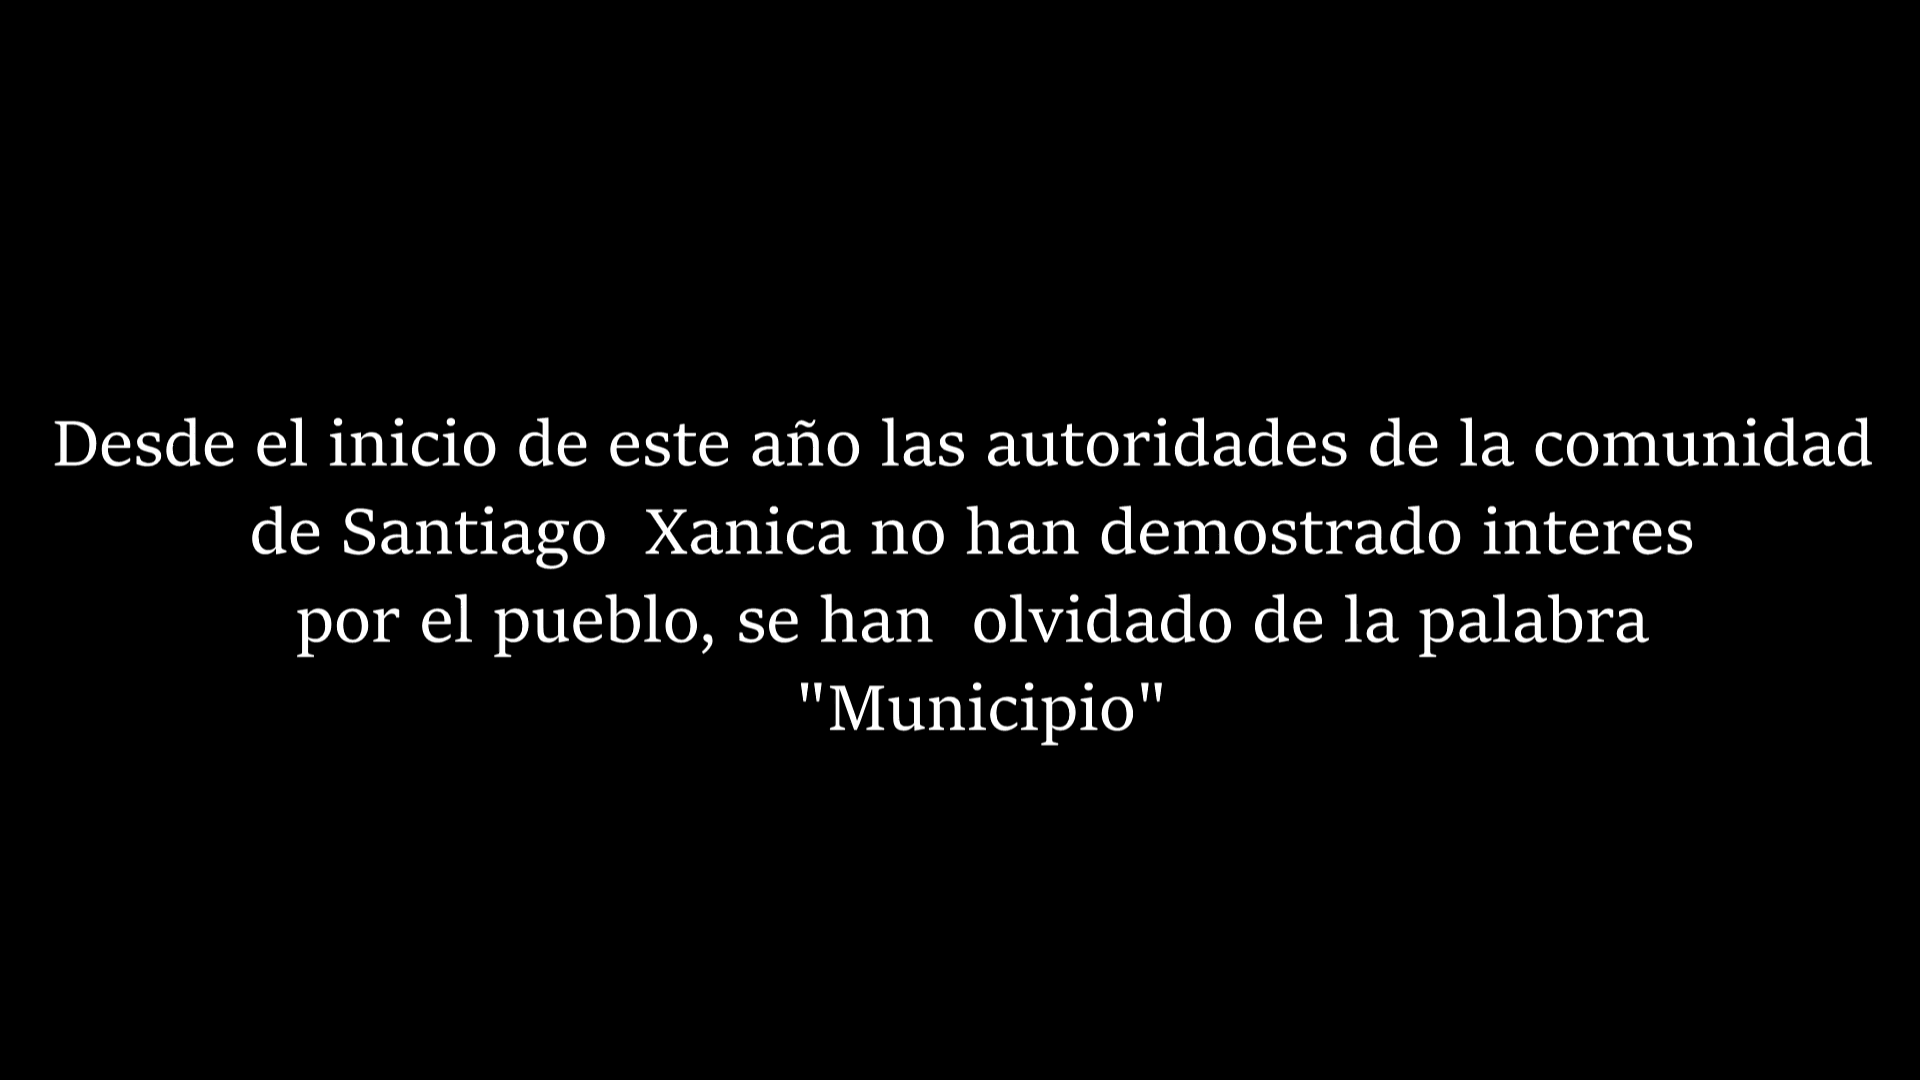 Desde el inicio de este año las autoridades de la comunidad
de Santiago  Xanica no han demostrado interes
por el pueblo, se han  olvidado de la palabra
"Municipio"